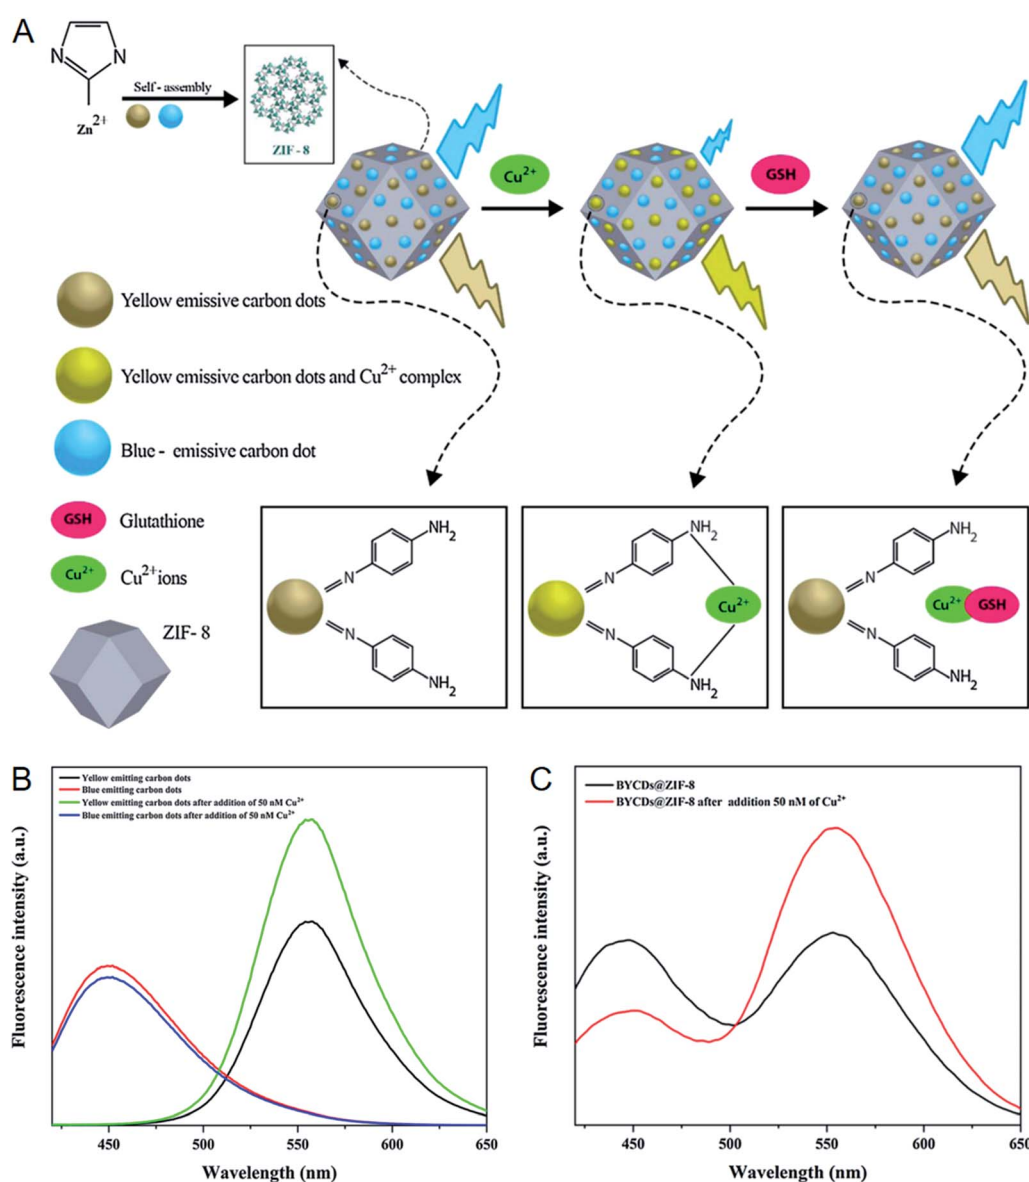 A
N
N
Zn2+
Self - assembly
ZIF - 8
Cu2+
GSH
Yellow emissive carbon dots
Yellow emissive carbon dots and Cu2+ complex
Blue - emissive carbon dot
GSH Glutathione
Cu2+ Cu2+ions
ZIF- 8
NH2
N
N
NH2
NH2
N
Cu2+
N
NH2
NH2
N
Cu2+ GSH
N
NH2
B
Yellow emitting carbon dots
Blue emitting carbon dots
Yellow emitting carbon dots after addition of 50 nM Cu2+
Blue emitting carbon dots after addition of 50 nM Cu2+
Fluorescence intensity (a.u.)
450 500 550 600 650
Wavelength (nm)
C
BYCDs@ZIF-8
BYCDs@ZIF-8 after addition 50 nM of Cu2+
Fluorescence intensity (a.u.)
450 500 550 600 650
Wavelength (nm)